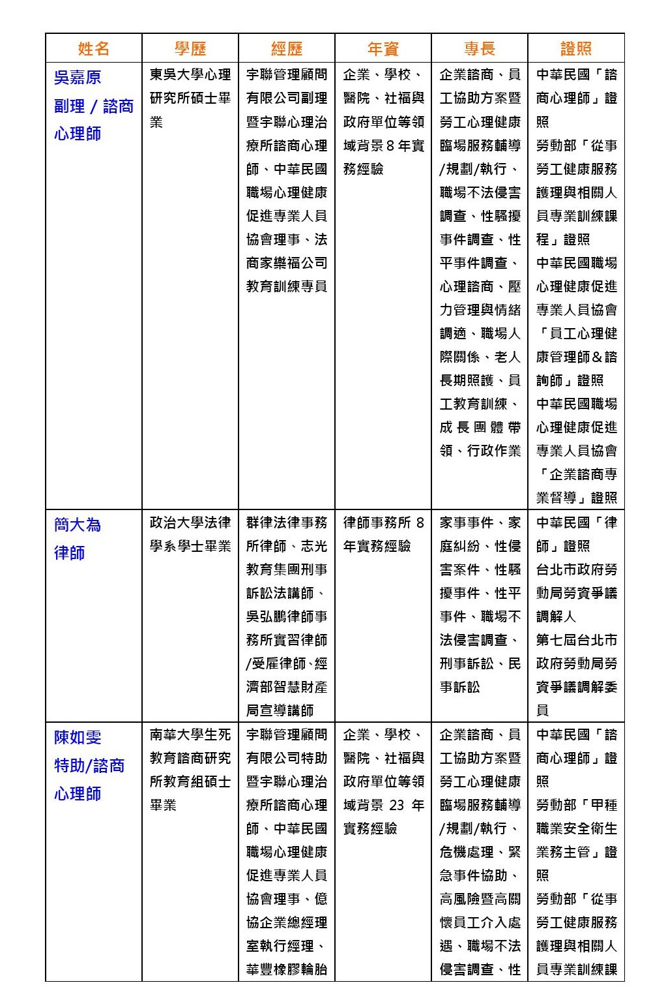 姓名
學歷
經歷
年資
專長
證照
吳嘉原
副理 / 諮商
心理師
東吳大學心理
研究所碩士畢
業
宇聯管理顧問
有限公司副理
暨宇聯心理治
療所諮商心理
師、中華民國
職場心理健康
促進專業人員
協會理事、法
商家樂福公司
教育訓練專員
企業、學校、
醫院、社福與
政府單位等領
域背景 8 年實
務經驗
企業諮商、員
工協助方案暨
勞工心理健康
臨場服務輔導
/規劃/執行、
職場不法侵害
調查、性騷擾
事件調查、性
平事件調查、
心理諮商、壓
力管理與情緒
調適、職場人
際關係、老人
長期照護、員
工教育訓練、
成長團體帶
領、行政作業
中華民國「諮
商心理師」證
照
勞動部「從事
勞工健康服務
護理與相關人
員專業訓練課
程」證照
中華民國職場
心理健康促進
專業人員協會
「員工心理健
康管理師＆諮
詢師」證照
中華民國職場
心理健康促進
專業人員協會
「企業諮商專
業督導」證照
簡大為
律師
政治大學法律
學系學士畢業
群律法律事務
所律師、志光
教育集團刑事
訴訟法講師、
吳弘鵬律師事
務所實習律師
/受雇律師、經
濟部智慧財產
局宣導講師
律師事務所 8
年實務經驗
家事事件、家
庭糾紛、性侵
害案件、性騷
擾事件、性平
事件、職場不
法侵害調查、
刑事訴訟、民
事訴訟
中華民國「律
師」證照
台北市政府勞
動局勞資爭議
調解人
第七屆台北市
政府勞動局勞
資爭議調解委
員
陳如雯
特助/諮商
心理師
南華大學生死
教育諮商研究
所教育組碩士
畢業
宇聯管理顧問
有限公司特助
暨宇聯心理治
療所諮商心理
師、中華民國
職場心理健康
促進專業人員
協會理事、億
協企業總經理
室執行經理、
華豐橡膠輪胎
企業、學校、
醫院、社福與
政府單位等領
域背景 23 年
實務經驗
企業諮商、員
工協助方案暨
勞工心理健康
臨場服務輔導
/規劃/執行、
危機處理、緊
急事件協助、
高風險暨高關
懷員工介入處
遇、職場不法
侵害調查、性
中華民國「諮
商心理師」證
照
勞動部「甲種
職業安全衛生
業務主管」證
照
勞動部「從事
勞工健康服務
護理與相關人
員專業訓練課